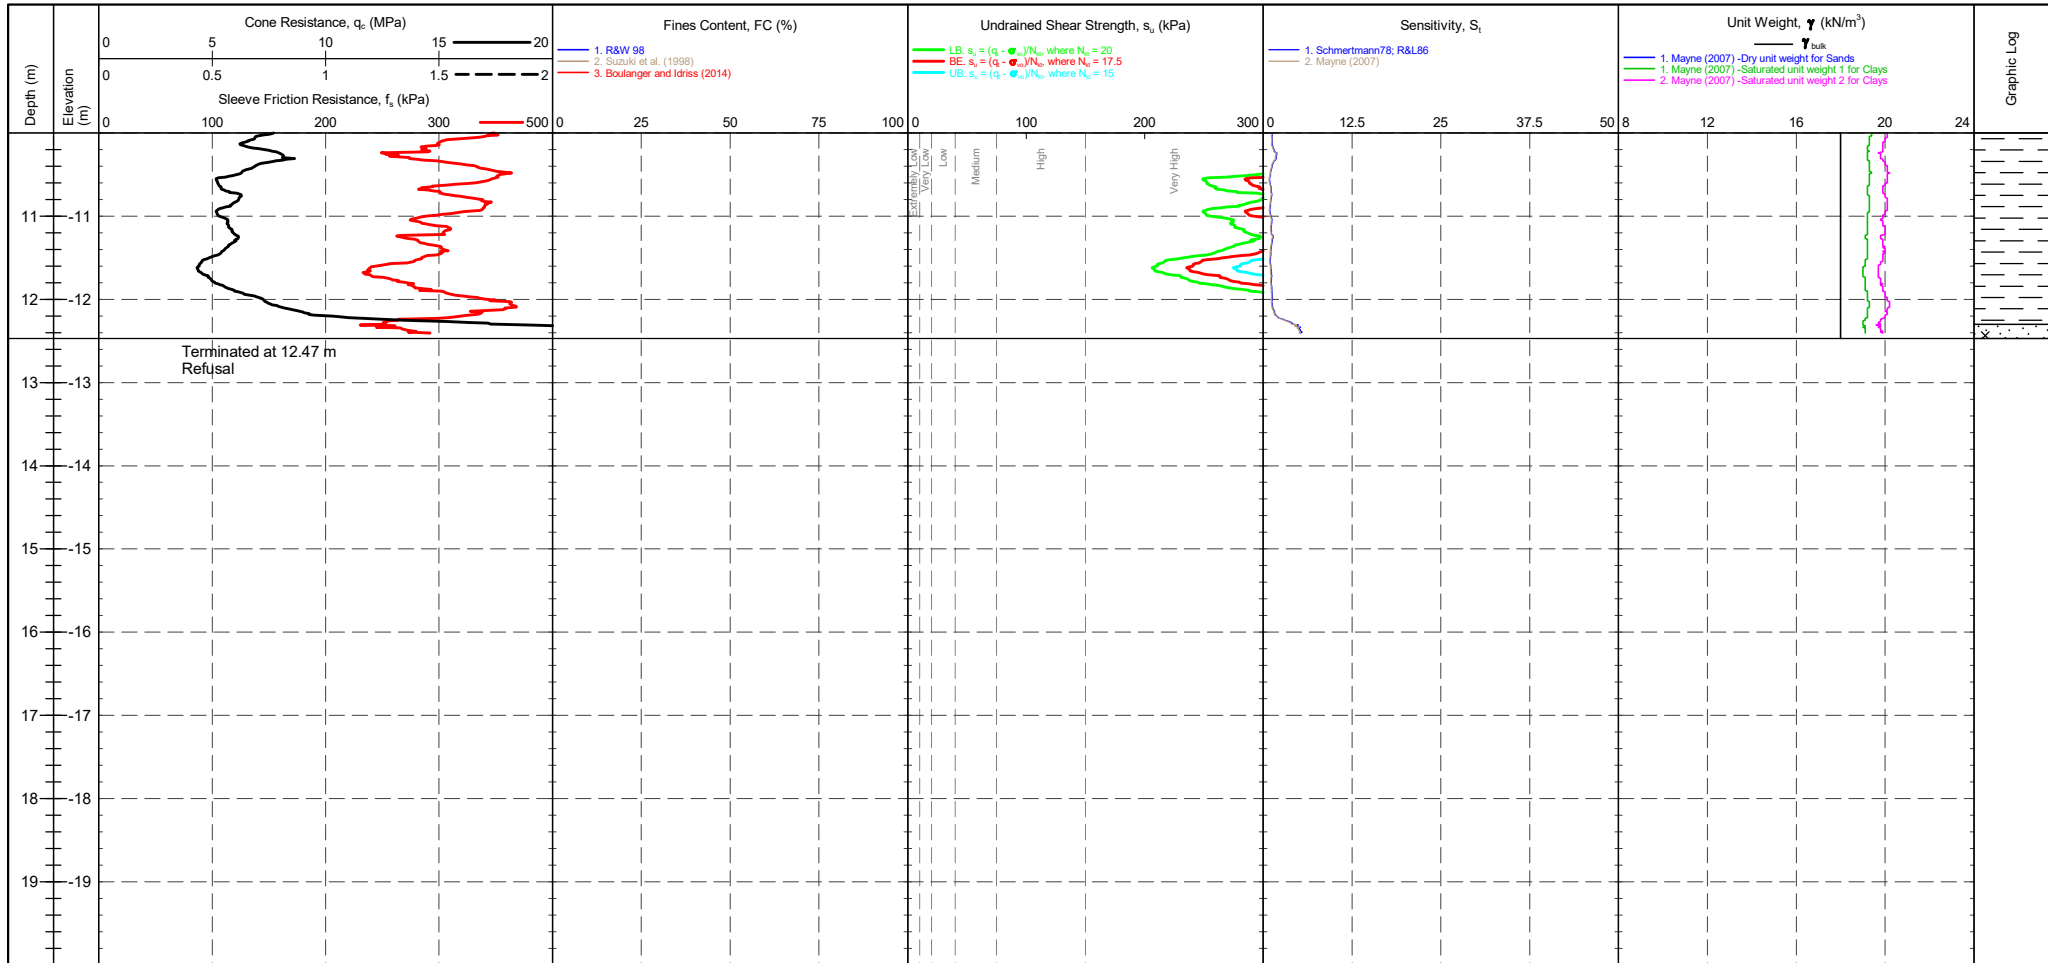 Depth (m)
Elevation (m)
Cone Resistance, qc (MPa)
0 5 10 15 20
0 0.5 1 1.5 2
Sleeve Friction Resistance, fs (kPa)
0 100 200 300 500
Fines Content, FC (%)
1. R&W 98
2. Suzuki et al. (1998)
3. Boulanger and Idriss (2014)
0 25 50 75 100
Undrained Shear Strength, su (kPa)
LB. su = (qt - σvo)/Nkt, where Nkt = 20
BE. su = (qt - σvo)/Nkt, where Nkt = 17.5
UB. su = (qt - σvo)/Nkt, where Nkt = 15
0 100 200 300
Sensitivity, St
1. Schmertmann78; R&L86
2. Mayne (2007)
0 12.5 25 37.5 50
Unit Weight, γ (kN/m³)
γbulk
1. Mayne (2007) -Dry unit weight for Sands
1. Mayne (2007) -Saturated unit weight 1 for Clays
2. Mayne (2007) -Saturated unit weight 2 for Clays
8 12 16 20 24
Graphic Log
Extremely Low
Very Low
Low
Medium
High
Very High
11 -11
12 -12
Terminated at 12.47 m
Refusal
13 -13
14 -14
15 -15
16 -16
17 -17
18 -18
19 -19